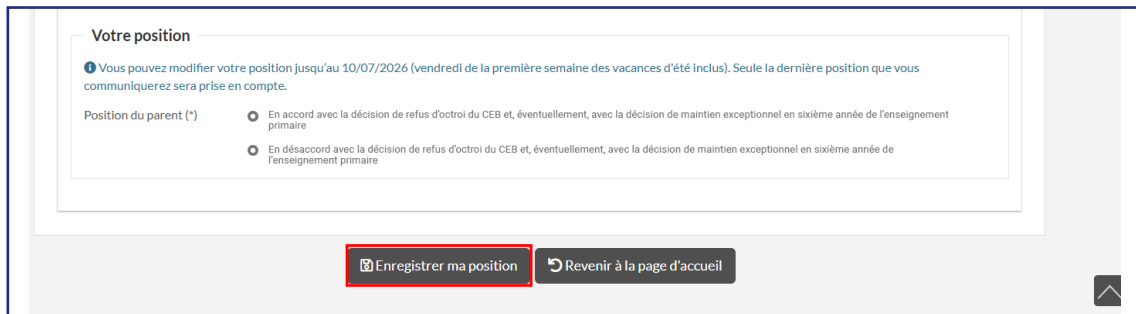 Votre position
Vous pouvez modifier votre position jusqu'au 10/07/2026 (vendredi de la première semaine des vacances d'été inclus). Seule la dernière position que vous
communiquerez sera prise en compte.
Position du parent (*)
En accord avec la décision de refus d'octroi du CEB et, éventuellement, avec la décision de maintien exceptionnel en sixième année de l'enseignement
primaire
En désaccord avec la décision de refus d'octroi du CEB et, éventuellement, avec la décision de maintien exceptionnel en sixième année de
l'enseignement primaire
Enregistrer ma position
Revenir à la page d'accueil